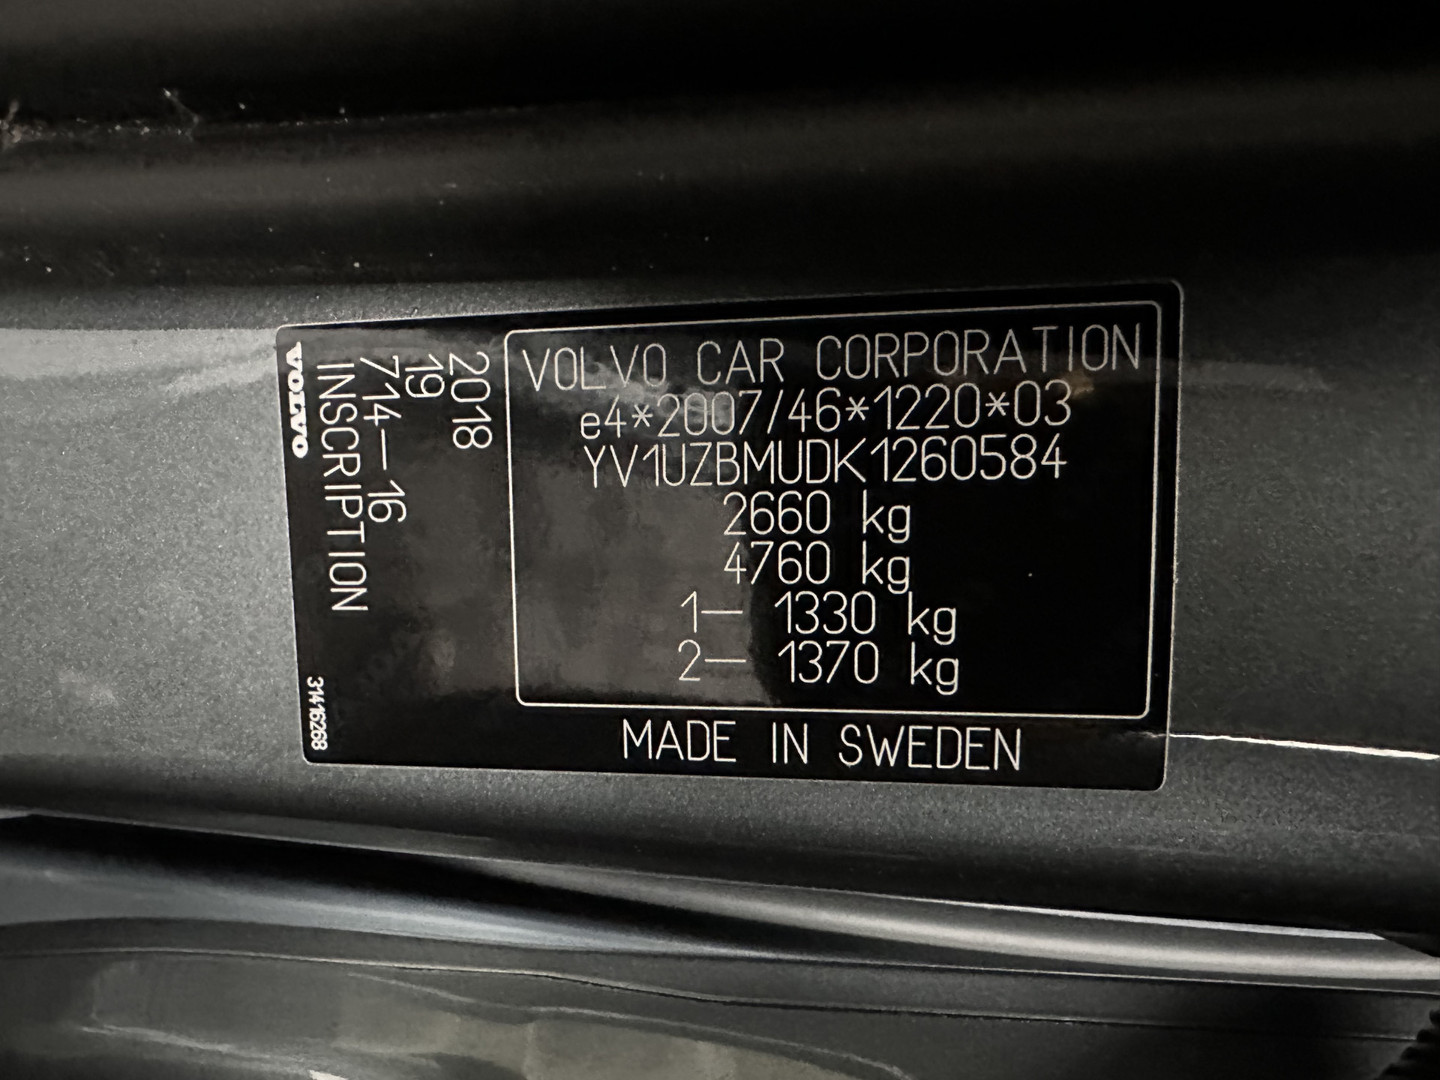 VOLVO CAR CORPORATION
e4*2007/46*1220*03
YV1UZBMUDK1260584
2660 kg
4760 kg
1— 1330 kg
2— 1370 kg
MADE IN SWEDEN
2018
19
714—16
INSCRIPTION
VOLVO
31416268